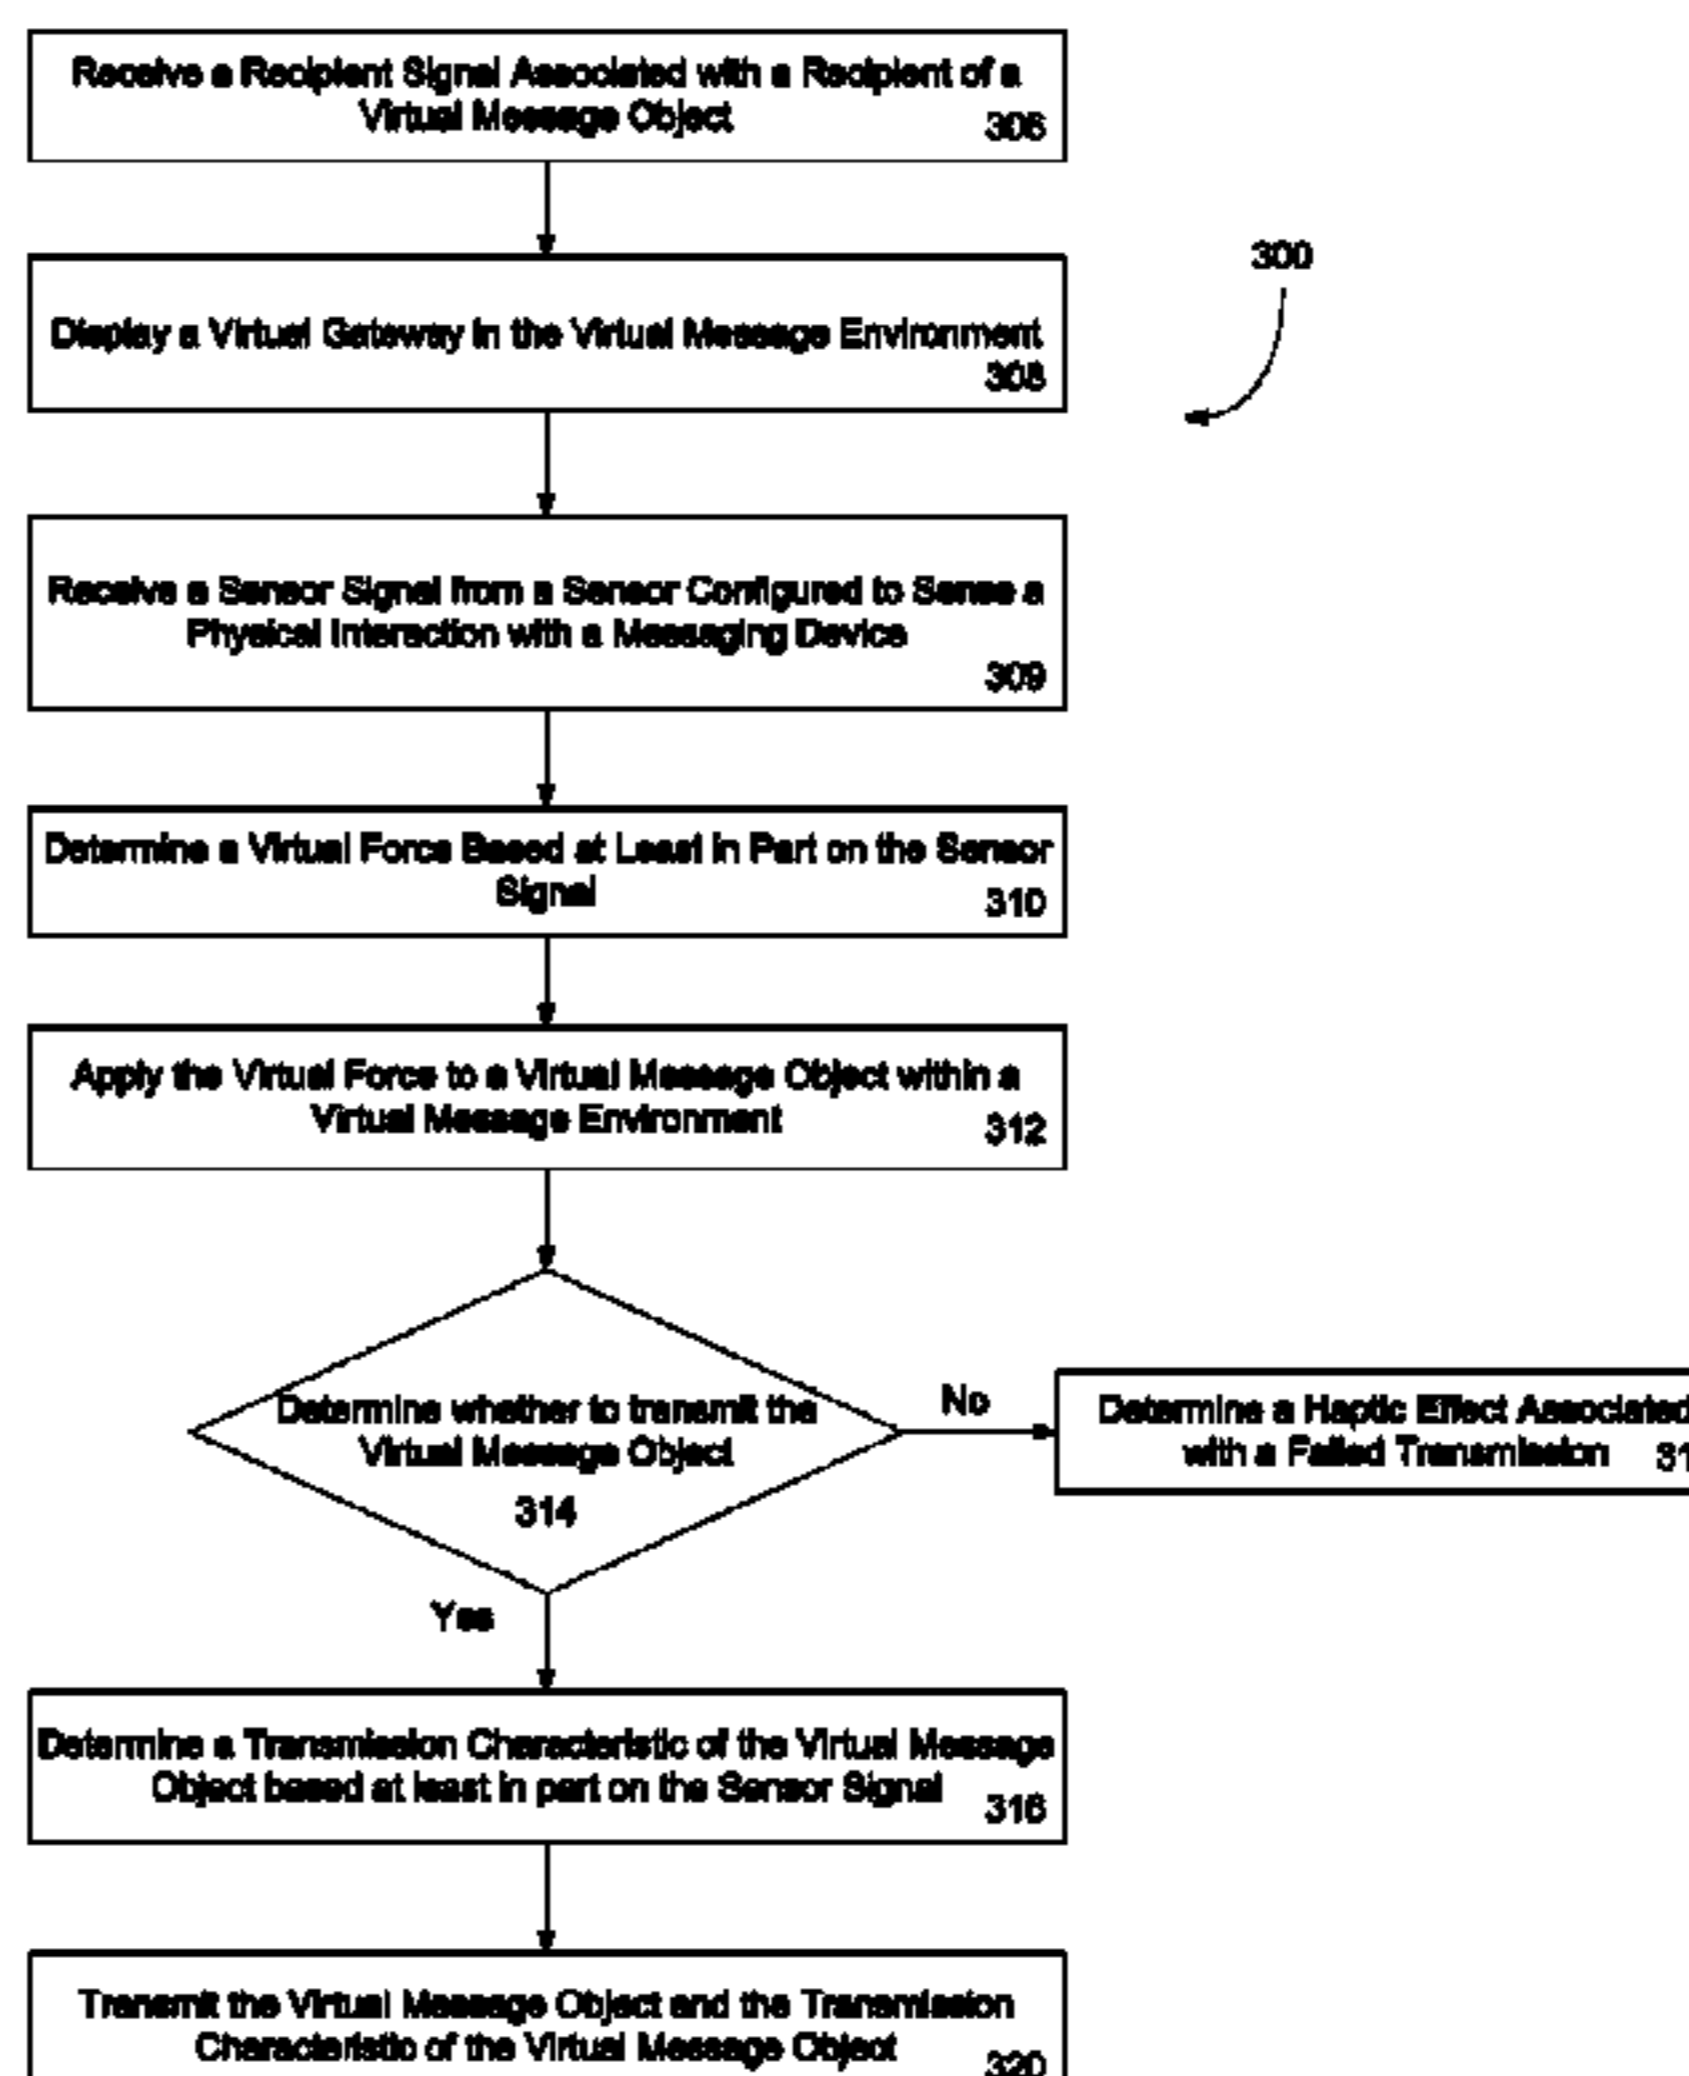 Receive a Recipient Signal Associated with a Recipient of a
Virtual Message Object
306
300
Display a Virtual Gateway in the Virtual Message Environment
308
Receive a Sensor Signal from a Sensor Configured to Sense a
Physical Interaction with a Messaging Device
309
Determine a Virtual Force Based at Least in Part on the Sensor
Signal
310
Apply the Virtual Force to a Virtual Message Object within a
Virtual Message Environment
312
Determine whether to transmit the
Virtual Message Object
314
No
Determine a Haptic Effect Associated
with a Failed Transmission
Yes
Determine a Transmission Characteristic of the Virtual Message
Object based at least in part on the Sensor Signal
316
Transmit the Virtual Message Object and the Transmission
Characteristic of the Virtual Message Object
320